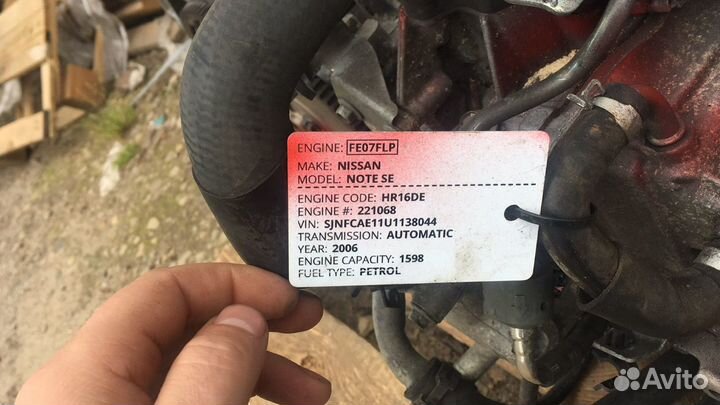 ENGINE: FE07FLP
MAKE: NISSAN
MODEL: NOTE SE
ENGINE CODE: HR16DE
ENGINE #: 221068
VIN: SJNFCAE11U1138044
TRANSMISSION: AUTOMATIC
YEAR: 2006
ENGINE CAPACITY: 1598
FUEL TYPE: PETROL
Avito